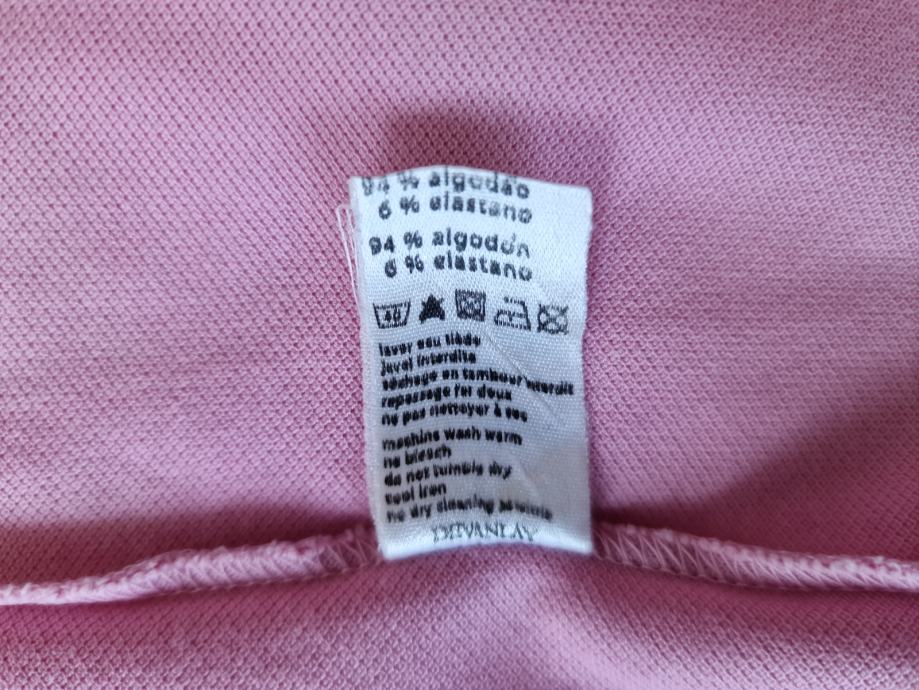 94 % algodão
6 % elastano
94 % algodón
6 % elastano
40
laver eau tiède
Javel interdite
séchage en tambour interdit
repassage fer doux
ne pas nettoyer à sec
machine wash warm
no bleach
do not tumble dry
cool iron
no dry cleaning
DEVANLAY